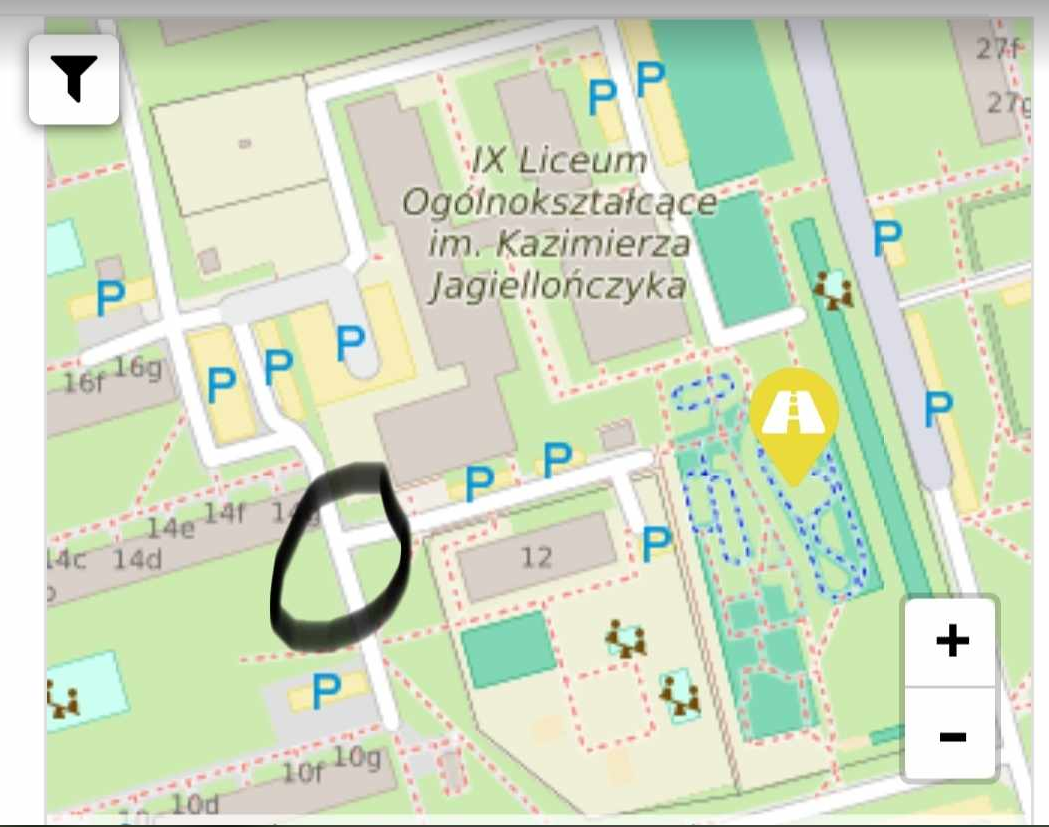 27f
27g
P
P
IX Liceum
Ogólnokształcące
im. Kazimierza
Jagiellończyka
P
P
P
P
P
16f 16g
P
P
P
14e 14f
14c 14d
P
12
P
10f 10g
10d
+
−